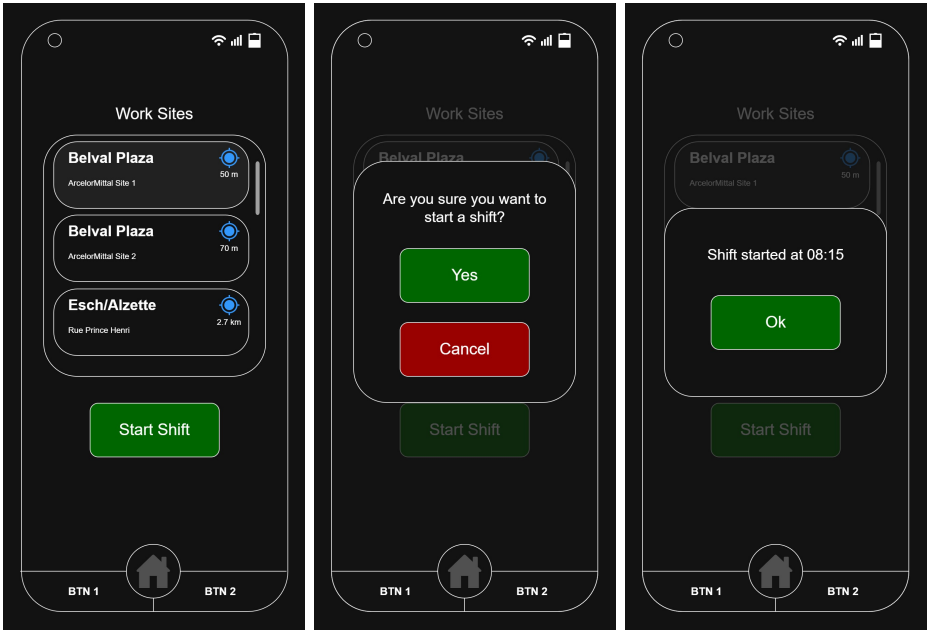 Work Sites
Belval Plaza
50 m
ArcelorMittal Site 1
Belval Plaza
70 m
ArcelorMittal Site 2
Esch/Alzette
2.7 km
Rue Prince Henri
Start Shift
BTN 1
BTN 2
Work Sites
Belval Plaza
Are you sure you want to
start a shift?
Yes
Cancel
Start Shift
BTN 1
BTN 2
Work Sites
Belval Plaza
50 m
ArcelorMittal Site 1
Shift started at 08:15
Ok
Start Shift
BTN 1
BTN 2